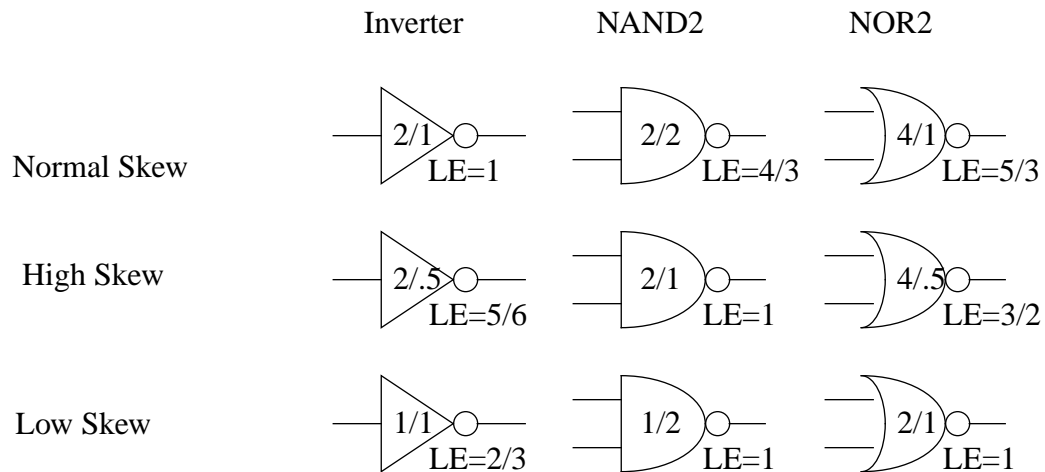 Inverter NAND2 NOR2
2/1 2/2 4/1
Normal Skew LE=1 LE=4/3 LE=5/3
High Skew 2/.5 2/1 4/.5
LE=5/6 LE=1 LE=3/2
Low Skew 1/1 1/2 2/1
LE=2/3 LE=1 LE=1